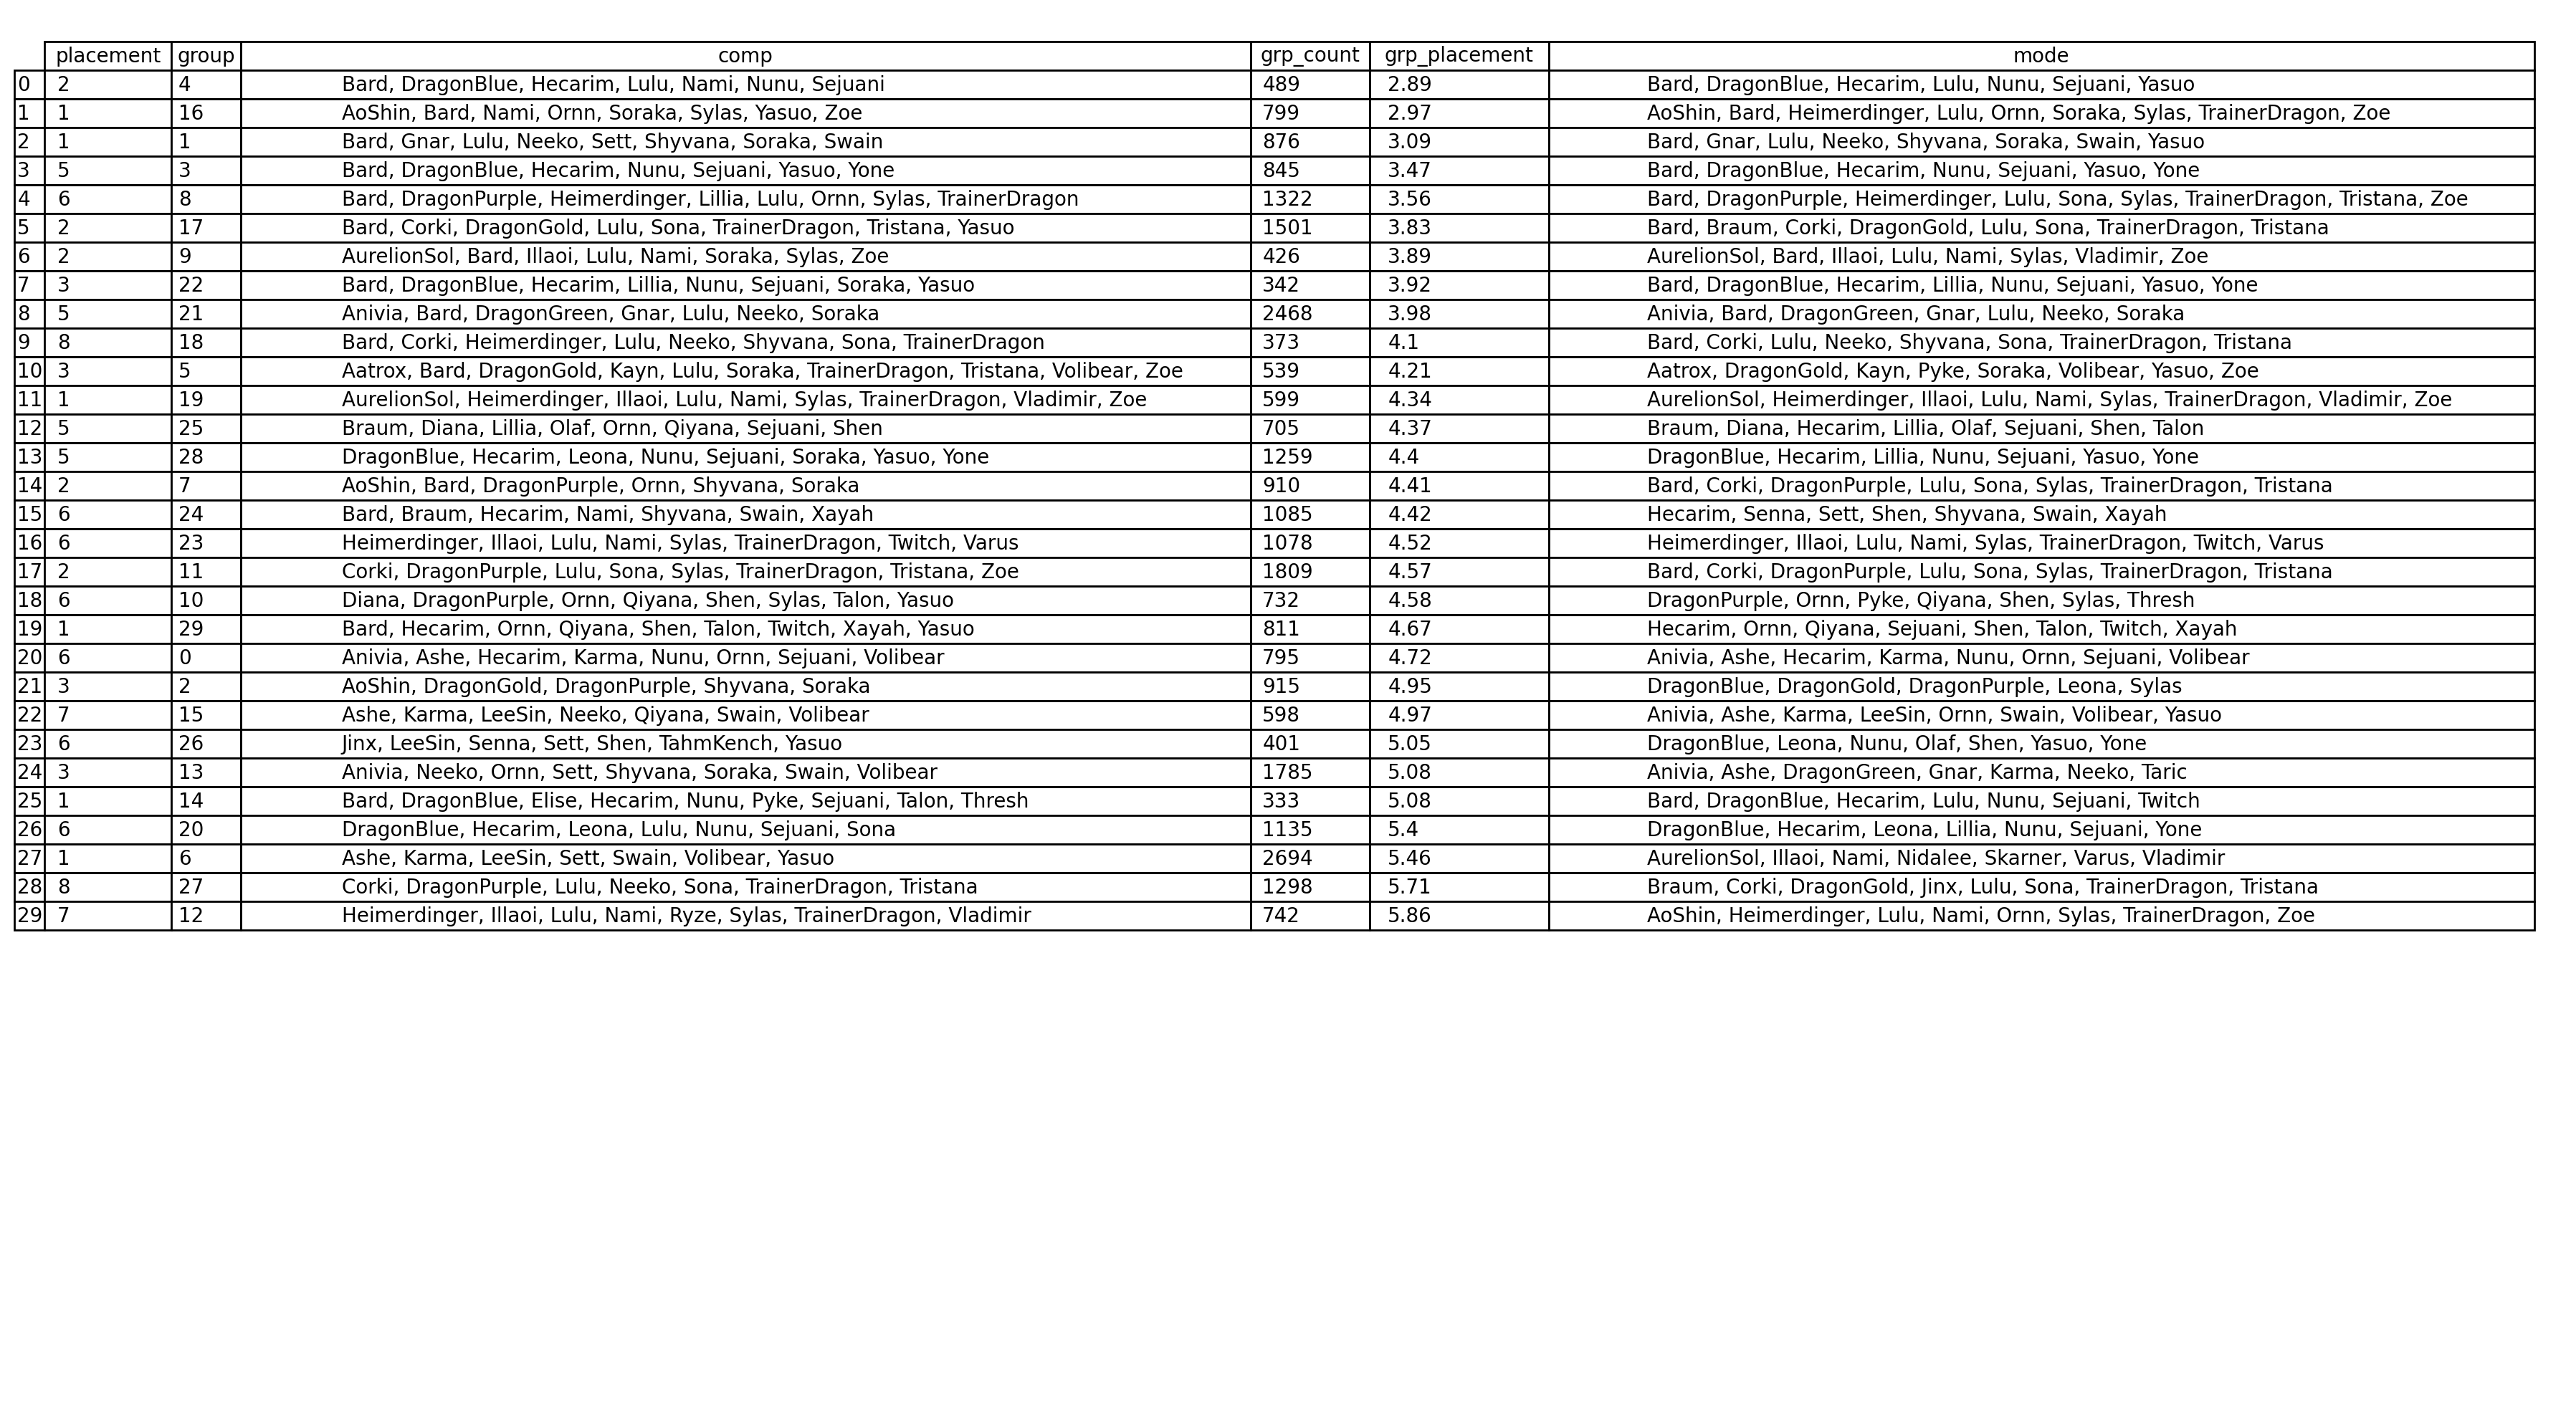 placement group comp grp_count grp_placement mode
0 2 4 Bard, DragonBlue, Hecarim, Lulu, Nami, Nunu, Sejuani 489 2.89 Bard, DragonBlue, Hecarim, Lulu, Nunu, Sejuani, Yasuo
1 1 16 AoShin, Bard, Nami, Ornn, Soraka, Sylas, Yasuo, Zoe 799 2.97 AoShin, Bard, Heimerdinger, Lulu, Ornn, Soraka, Sylas, TrainerDragon, Zoe
2 1 1 Bard, Gnar, Lulu, Neeko, Sett, Shyvana, Soraka, Swain 876 3.09 Bard, Gnar, Lulu, Neeko, Shyvana, Soraka, Swain, Yasuo
3 5 3 Bard, DragonBlue, Hecarim, Nunu, Sejuani, Yasuo, Yone 845 3.47 Bard, DragonBlue, Hecarim, Nunu, Sejuani, Yasuo, Yone
4 6 8 Bard, DragonPurple, Heimerdinger, Lillia, Lulu, Ornn, Sylas, TrainerDragon 1322 3.56 Bard, DragonPurple, Heimerdinger, Lulu, Sona, Sylas, TrainerDragon, Tristana, Zoe
5 2 17 Bard, Corki, DragonGold, Lulu, Sona, TrainerDragon, Tristana, Yasuo 1501 3.83 Bard, Braum, Corki, DragonGold, Lulu, Sona, TrainerDragon, Tristana
6 2 9 AurelionSol, Bard, Illaoi, Lulu, Nami, Soraka, Sylas, Zoe 426 3.89 AurelionSol, Bard, Illaoi, Lulu, Nami, Sylas, Vladimir, Zoe
7 3 22 Bard, DragonBlue, Hecarim, Lillia, Nunu, Sejuani, Soraka, Yasuo 342 3.92 Bard, DragonBlue, Hecarim, Lillia, Nunu, Sejuani, Yasuo, Yone
8 5 21 Anivia, Bard, DragonGreen, Gnar, Lulu, Neeko, Soraka 2468 3.98 Anivia, Bard, DragonGreen, Gnar, Lulu, Neeko, Soraka
9 8 18 Bard, Corki, Heimerdinger, Lulu, Neeko, Shyvana, Sona, TrainerDragon 373 4.1 Bard, Corki, Lulu, Neeko, Shyvana, Sona, TrainerDragon, Tristana
10 3 5 Aatrox, Bard, DragonGold, Kayn, Lulu, Soraka, TrainerDragon, Tristana, Volibear, Zoe 539 4.21 Aatrox, DragonGold, Kayn, Pyke, Soraka, Volibear, Yasuo, Zoe
11 1 19 AurelionSol, Heimerdinger, Illaoi, Lulu, Nami, Sylas, TrainerDragon, Vladimir, Zoe 599 4.34 AurelionSol, Heimerdinger, Illaoi, Lulu, Nami, Sylas, TrainerDragon, Vladimir, Zoe
12 5 25 Braum, Diana, Lillia, Olaf, Ornn, Qiyana, Sejuani, Shen 705 4.37 Braum, Diana, Hecarim, Lillia, Olaf, Sejuani, Shen, Talon
13 5 28 DragonBlue, Hecarim, Leona, Nunu, Sejuani, Soraka, Yasuo, Yone 1259 4.4 DragonBlue, Hecarim, Lillia, Nunu, Sejuani, Yasuo, Yone
14 2 7 AoShin, Bard, DragonPurple, Ornn, Shyvana, Soraka 910 4.41 Bard, Corki, DragonPurple, Lulu, Sona, Sylas, TrainerDragon, Tristana
15 6 24 Bard, Braum, Hecarim, Nami, Shyvana, Swain, Xayah 1085 4.42 Hecarim, Senna, Sett, Shen, Shyvana, Swain, Xayah
16 6 23 Heimerdinger, Illaoi, Lulu, Nami, Sylas, TrainerDragon, Twitch, Varus 1078 4.52 Heimerdinger, Illaoi, Lulu, Nami, Sylas, TrainerDragon, Twitch, Varus
17 2 11 Corki, DragonPurple, Lulu, Sona, Sylas, TrainerDragon, Tristana, Zoe 1809 4.57 Bard, Corki, DragonPurple, Lulu, Sona, Sylas, TrainerDragon, Tristana
18 6 10 Diana, DragonPurple, Ornn, Qiyana, Shen, Sylas, Talon, Yasuo 732 4.58 DragonPurple, Ornn, Pyke, Qiyana, Shen, Sylas, Thresh
19 1 29 Bard, Hecarim, Ornn, Qiyana, Shen, Talon, Twitch, Xayah, Yasuo 811 4.67 Hecarim, Ornn, Qiyana, Sejuani, Shen, Talon, Twitch, Xayah
20 6 0 Anivia, Ashe, Hecarim, Karma, Nunu, Ornn, Sejuani, Volibear 795 4.72 Anivia, Ashe, Hecarim, Karma, Nunu, Ornn, Sejuani, Volibear
21 3 2 AoShin, DragonGold, DragonPurple, Shyvana, Soraka 915 4.95 DragonBlue, DragonGold, DragonPurple, Leona, Sylas
22 7 15 Ashe, Karma, LeeSin, Neeko, Qiyana, Swain, Volibear 598 4.97 Anivia, Ashe, Karma, LeeSin, Ornn, Swain, Volibear, Yasuo
23 6 26 Jinx, LeeSin, Senna, Sett, Shen, TahmKench, Yasuo 401 5.05 DragonBlue, Leona, Nunu, Olaf, Shen, Yasuo, Yone
24 3 13 Anivia, Neeko, Ornn, Sett, Shyvana, Soraka, Swain, Volibear 1785 5.08 Anivia, Ashe, DragonGreen, Gnar, Karma, Neeko, Taric
25 1 14 Bard, DragonBlue, Elise, Hecarim, Nunu, Pyke, Sejuani, Talon, Thresh 333 5.08 Bard, DragonBlue, Hecarim, Lulu, Nunu, Sejuani, Twitch
26 6 20 DragonBlue, Hecarim, Leona, Lulu, Nunu, Sejuani, Sona 1135 5.4 DragonBlue, Hecarim, Leona, Lillia, Nunu, Sejuani, Yone
27 1 6 Ashe, Karma, LeeSin, Sett, Swain, Volibear, Yasuo 2694 5.46 AurelionSol, Illaoi, Nami, Nidalee, Skarner, Varus, Vladimir
28 8 27 Corki, DragonPurple, Lulu, Neeko, Sona, TrainerDragon, Tristana 1298 5.71 Braum, Corki, DragonGold, Jinx, Lulu, Sona, TrainerDragon, Tristana
29 7 12 Heimerdinger, Illaoi, Lulu, Nami, Ryze, Sylas, TrainerDragon, Vladimir 742 5.86 AoShin, Heimerdinger, Lulu, Nami, Ornn, Sylas, TrainerDragon, Zoe